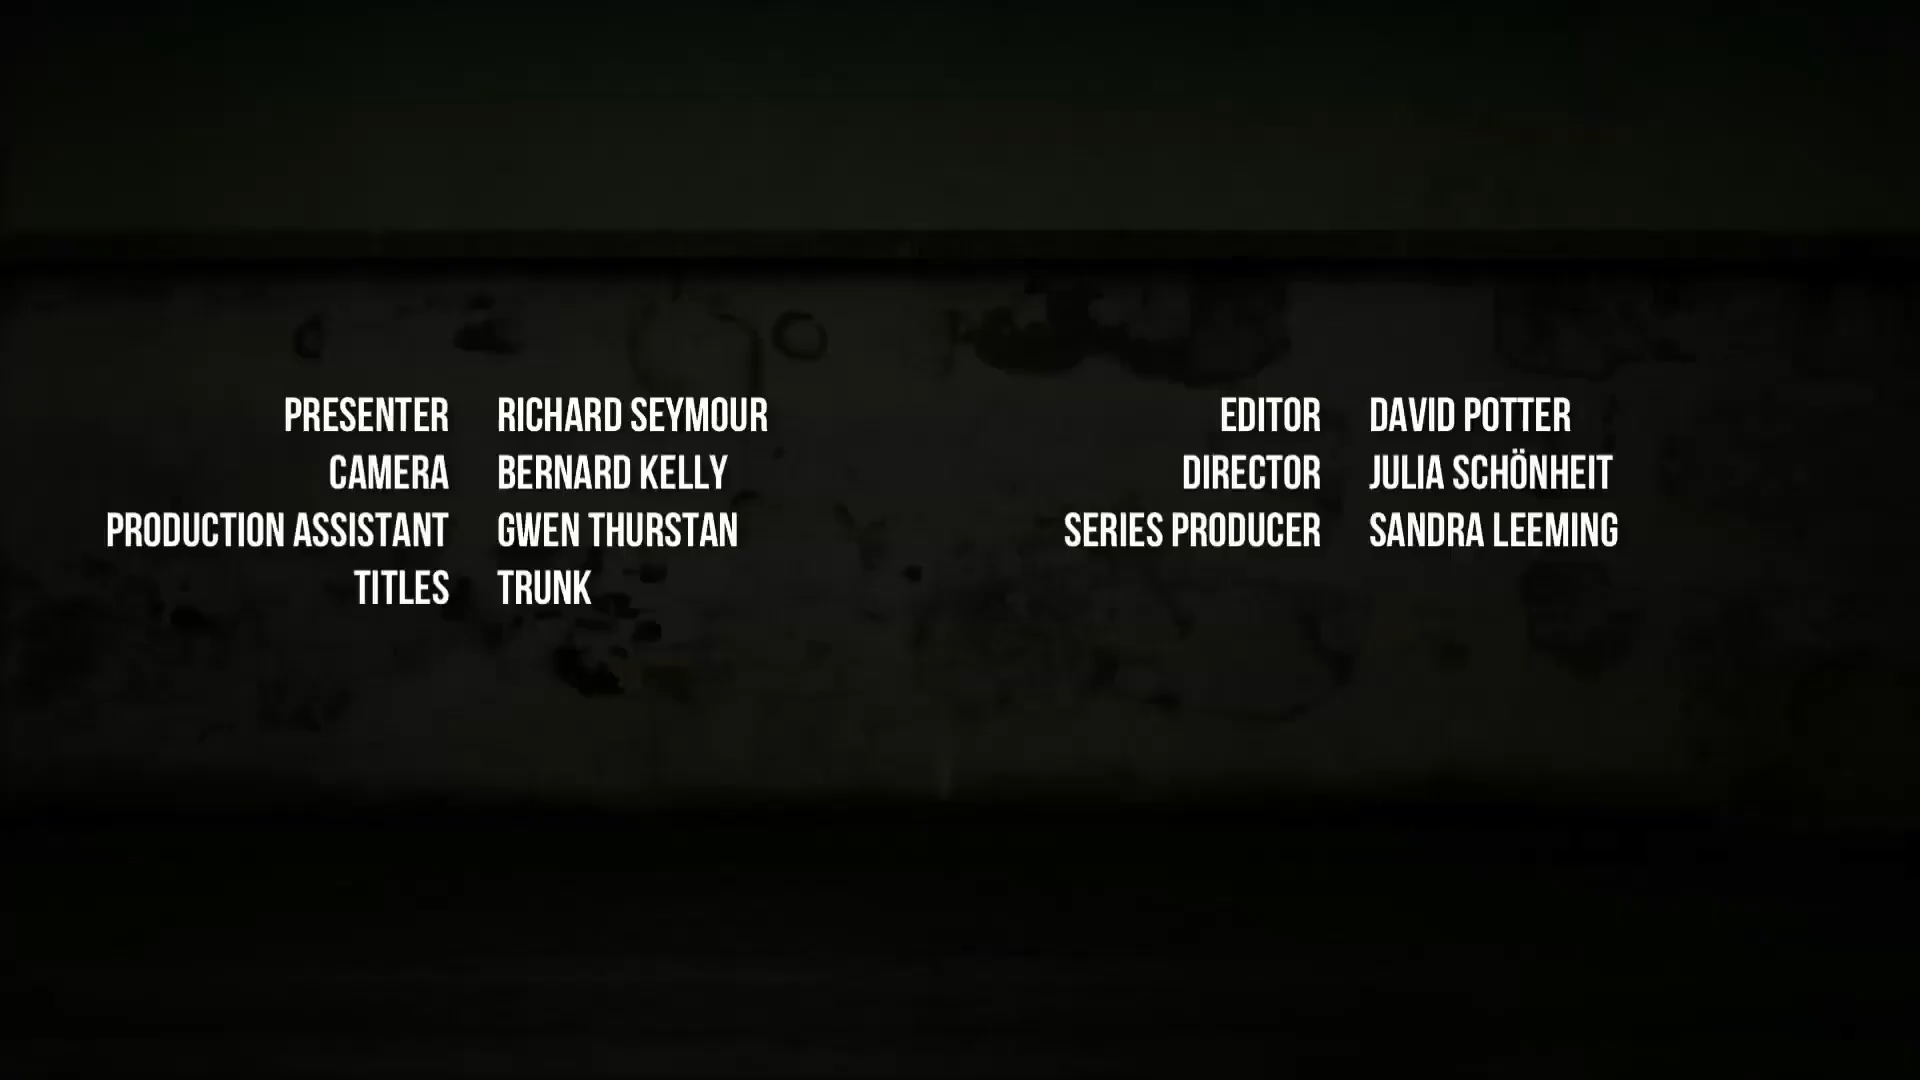 PRESENTER RICHARD SEYMOUR
CAMERA BERNARD KELLY
PRODUCTION ASSISTANT GWEN THURSTAN
TITLES TRUNK
EDITOR DAVID POTTER
DIRECTOR JULIA SCHÖNHEIT
SERIES PRODUCER SANDRA LEEMING